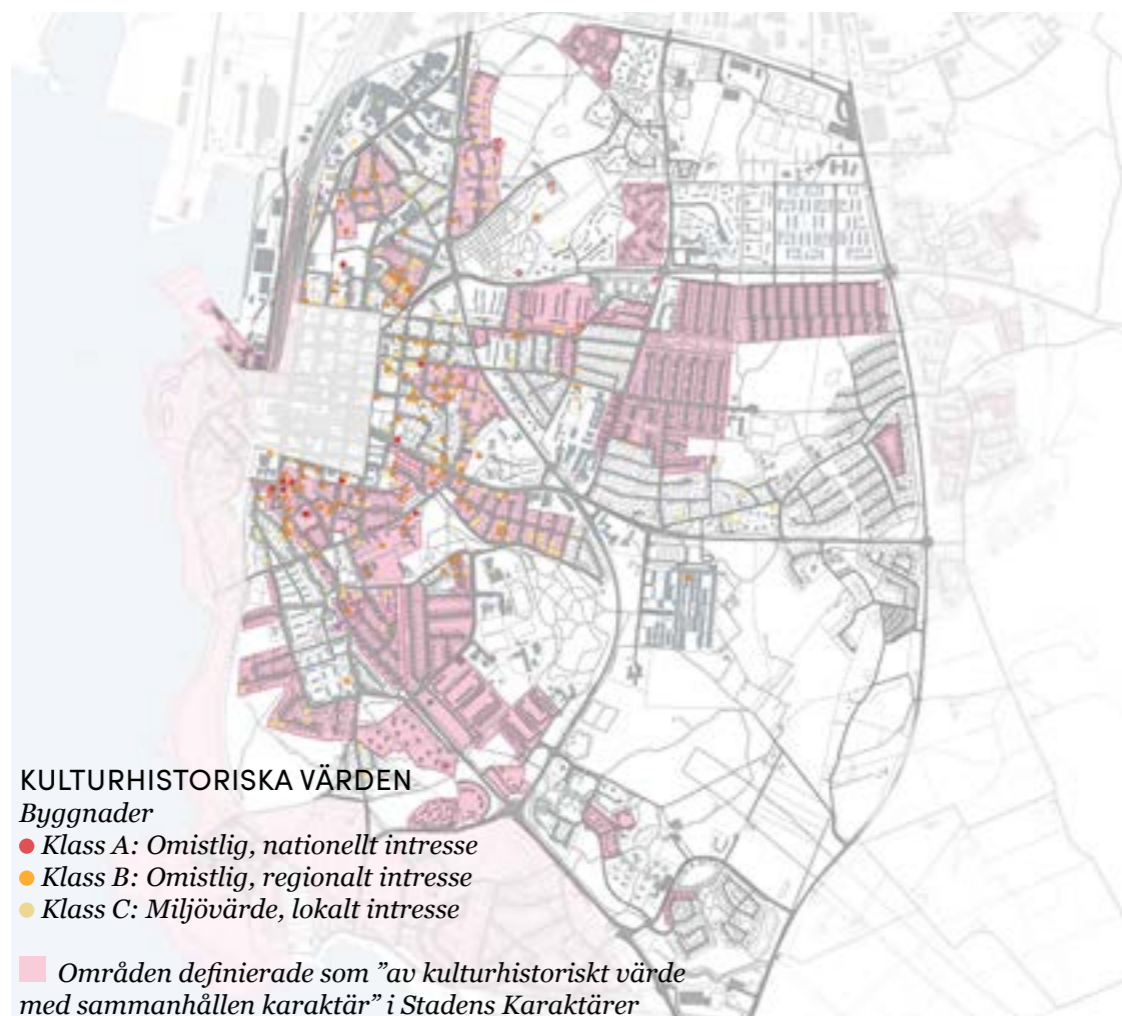 KULTURHISTORISKA VÄRDEN
Byggnader
Klass A: Omistlig, nationellt intresse
Klass B: Omistlig, regionalt intresse
Klass C: Miljövärde, lokalt intresse
Områden definierade som ”av kulturhistoriskt värde
med sammanhållen karaktär” i Stadens Karaktärer